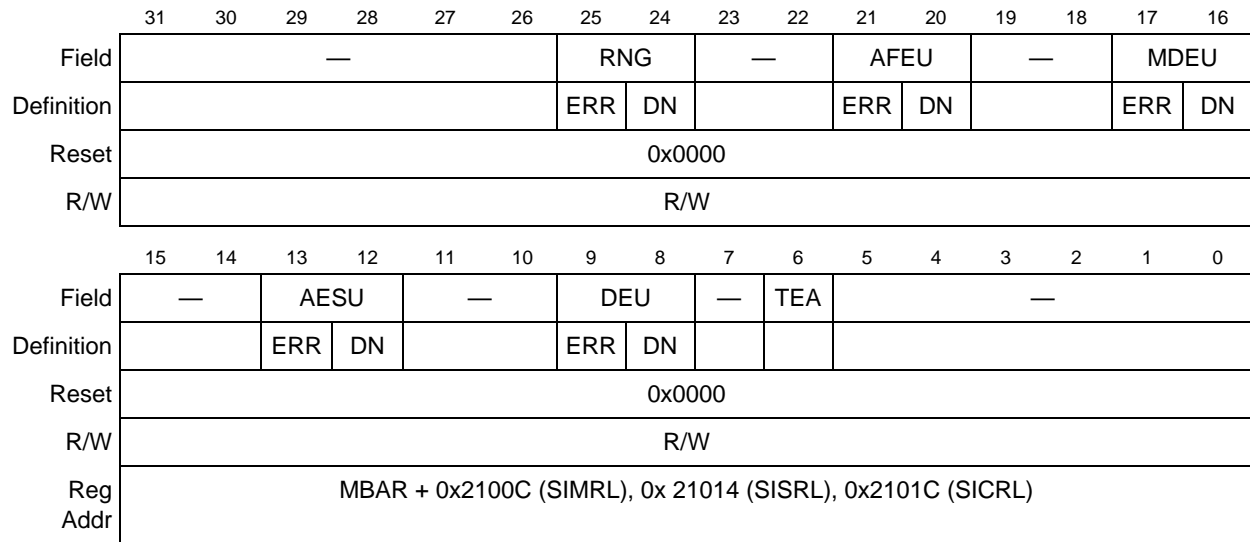 31 30 29 28 27 26 25 24 23 22 21 20 19 18 17 16
Field — RNG — AFEU — MDEU
Definition ERR DN ERR DN ERR DN
Reset 0x0000
R/W R/W
15 14 13 12 11 10 9 8 7 6 5 4 3 2 1 0
Field — AESU — DEU — TEA —
Definition ERR DN ERR DN
Reset 0x0000
R/W R/W
Reg MBAR + 0x2100C (SIMRL), 0x 21014 (SISRL), 0x2101C (SICRL)
Addr